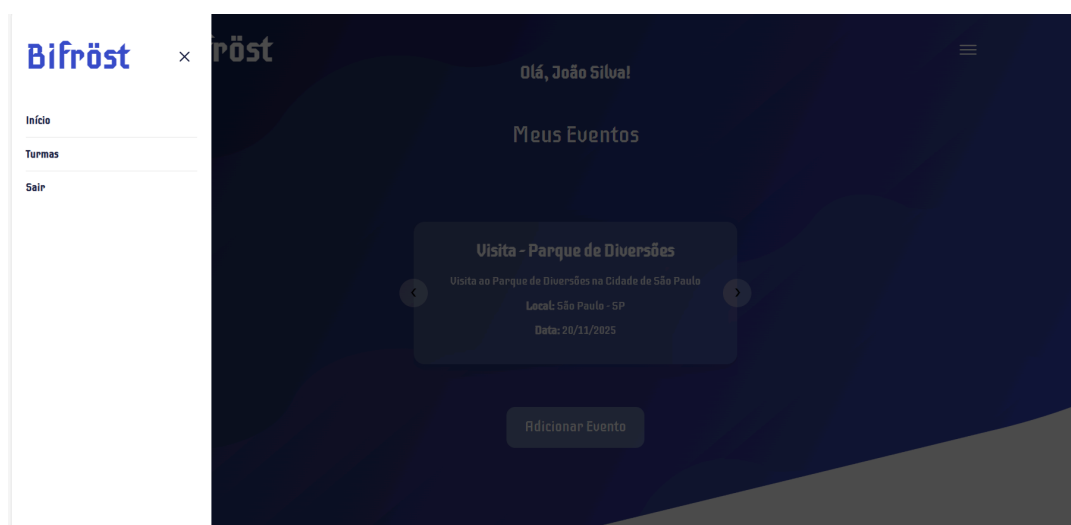 Bifröst
×
Início
Turmas
Sair
fröst
Olá, João Silva!
Meus Eventos
Visita - Parque de Diversões
Visita ao Parque de Diversões na Cidade de São Paulo
Local: São Paulo - SP
Data: 20/11/2025
Adicionar Evento